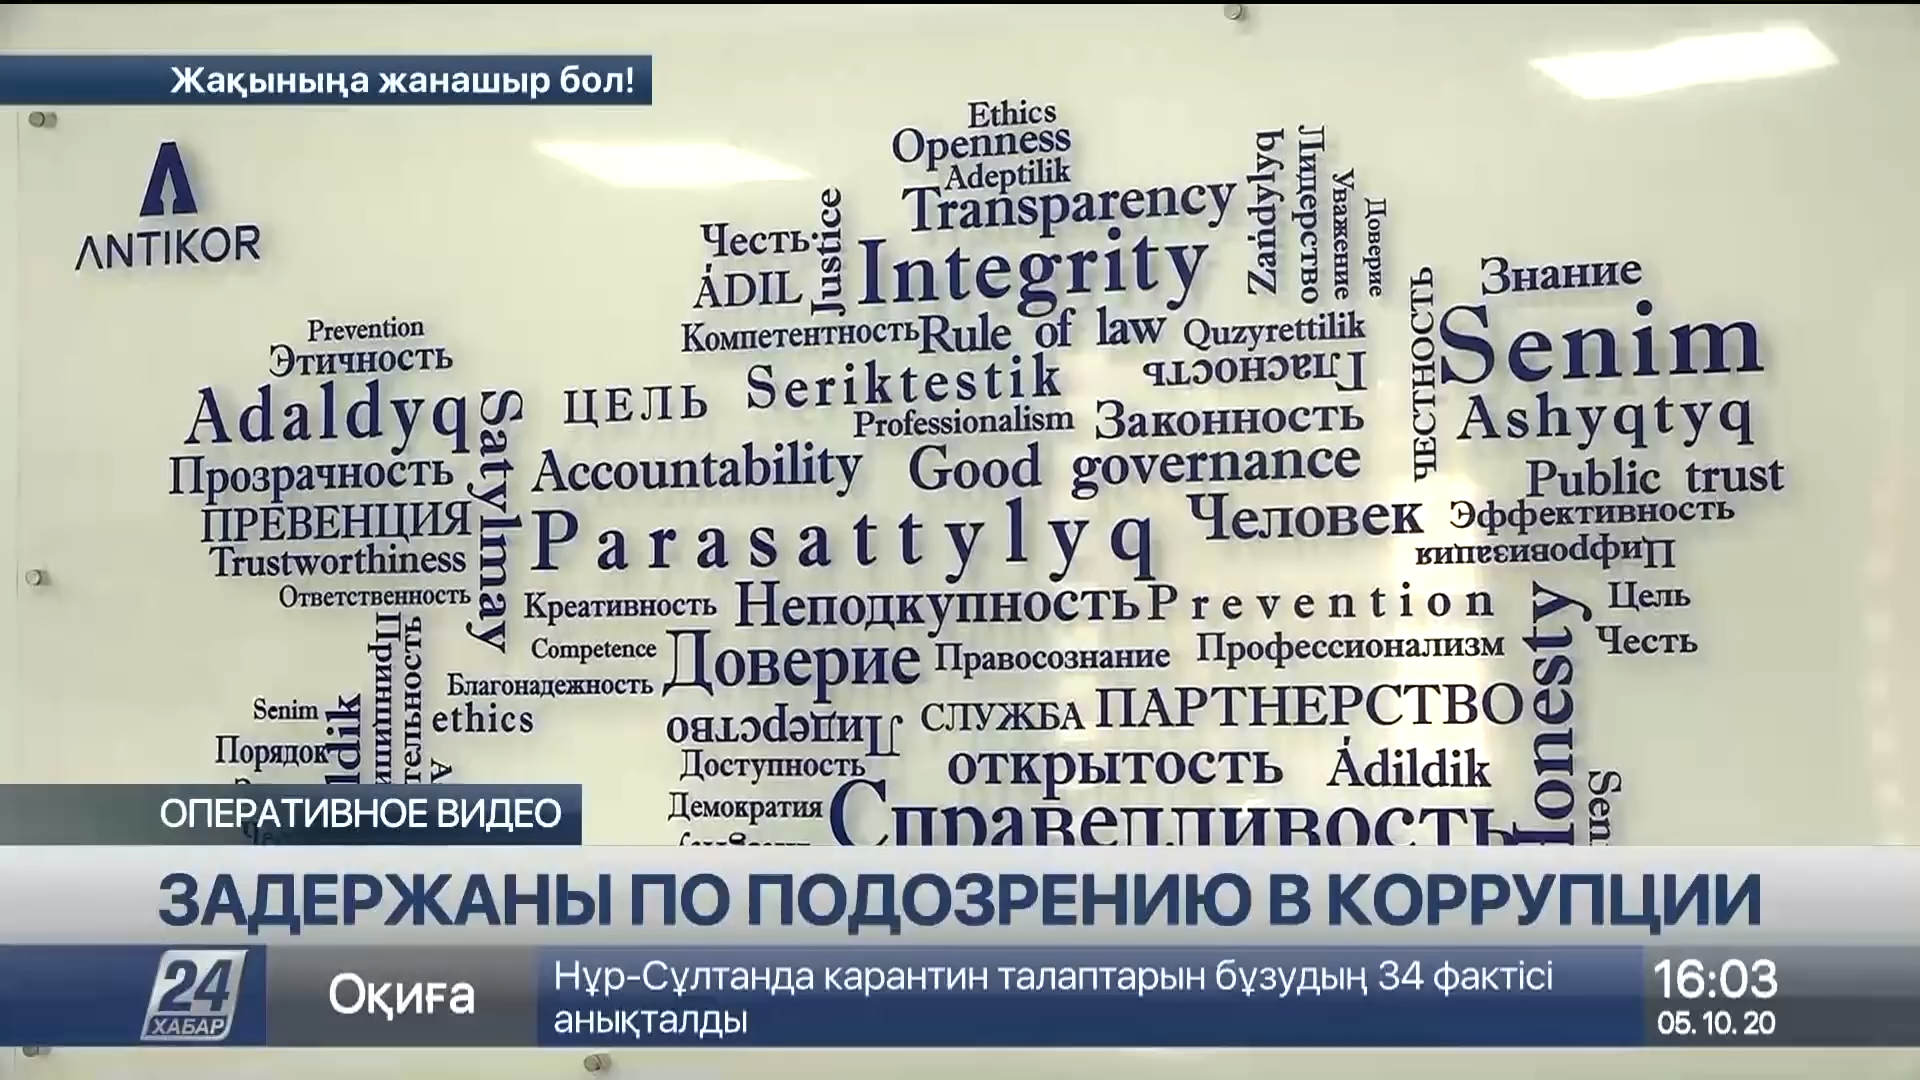 Жақыныңа жанашыр бол!
ANTIKOR
Ethics
Openness
Adeptilik
Transparency
Zańdylyq
Лидерство
Уважение
Доверие
Честь
Justice
ÁDIL
Integrity
Компетентность
Rule of law
Quzyrettilik
Гласность
ЧЕСТНОСТЬ
Знание
Senim
Ashyqtyq
Public trust
Prevention
Этичность
Adaldyq
Satylmay
ЦЕЛЬ
Seriktestik
Professionalism
Законность
Прозрачность
Accountability
Good governance
ПРЕВЕНЦИЯ
Parasattylyq
Человек
Эффективность
Trustworthiness
Цифровизация
Ответственность
Креативность
Неподкупность
Prevention
Honesty
Цель
Честь
Competence
Доверие
Правосознание
Профессионализм
Благонадежность
Senim
ethics
Лидерство
СЛУЖБА
ПАРТНЕРСТВО
Порядок
Доступность
открытость
Ádildik
Демократия
Справедливость
ОПЕРАТИВНОЕ ВИДЕО
ЗАДЕРЖАНЫ ПО ПОДОЗРЕНИЮ В КОРРУПЦИИ
24
ХАБАР
Оқиға
Нұр-Сұлтанда карантин талаптарын бұзудың 34 фактісі
анықталды
16:03
05. 10. 20